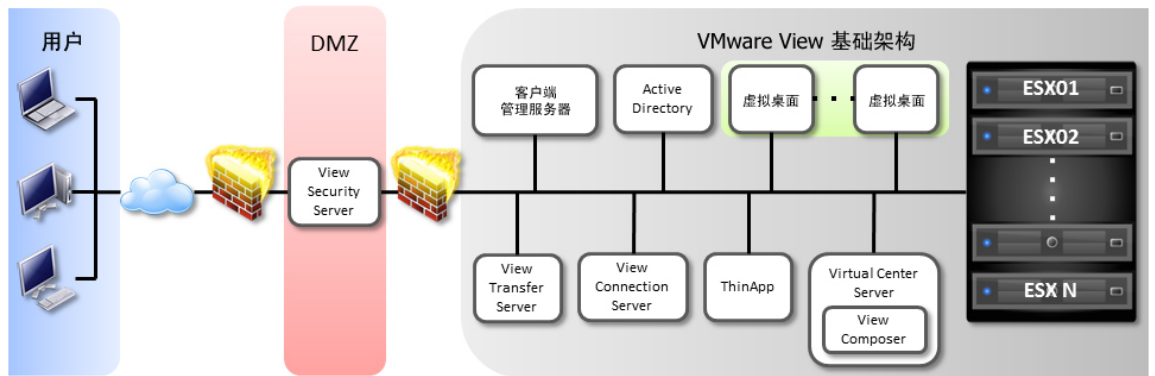 用户
DMZ
VMware View 基础架构
客户端
管理服务器
Active
Directory
虚拟桌面
虚拟桌面
ESX01
ESX02
View
Security
Server
View
Transfer
Server
View
Connection
Server
ThinApp
Virtual Center
Server
View
Composer
ESX N